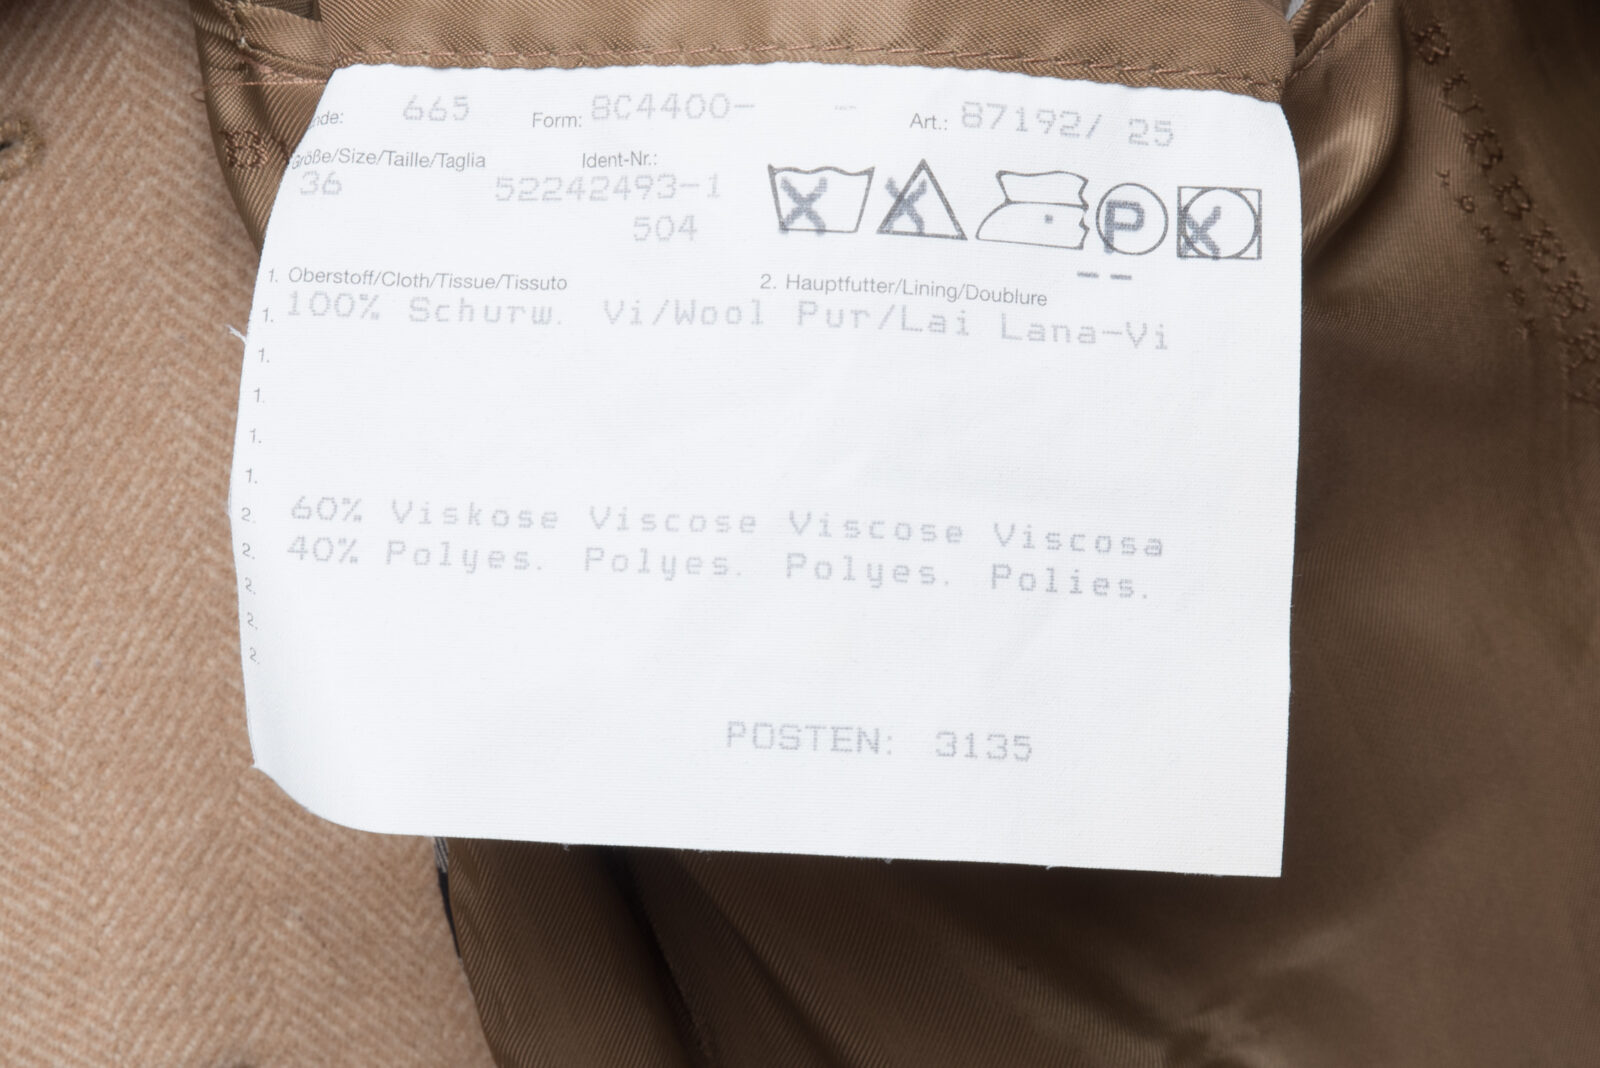 nde: 665 Form: 8C4400- - Art.: 87192/ 25
Größe/Size/Taille/Taglia Ident-Nr.:
36 52242493-1
504
P
1. Oberstoff/Cloth/Tissue/Tissuto 2. Hauptfutter/Lining/Doublure
1. 100% Schurw. Vi/Wool Pur/Lai Lana-Vi
1.
1.
1.
1.
2. 60% Viskose Viscose Viscose Viscosa
2. 40% Polyes. Polyes. Polyes. Polies.
2.
2.
2.
POSTEN: 3135